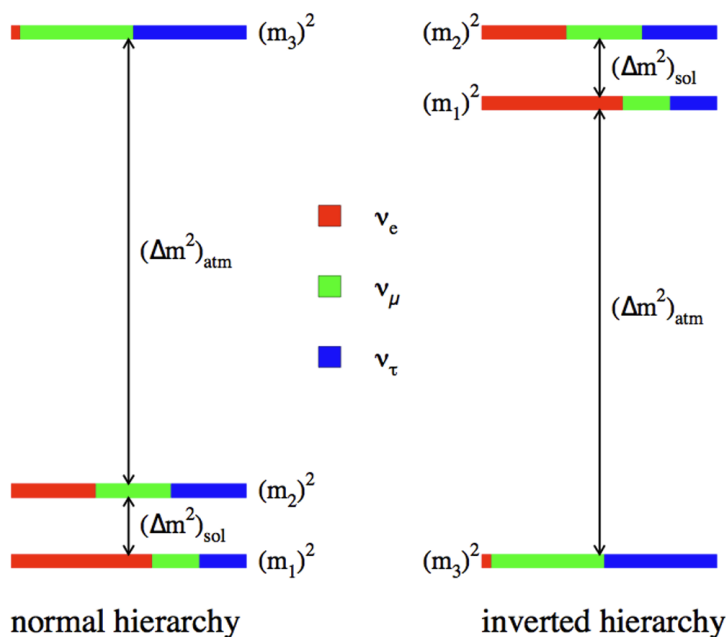 (m₃)²
(Δm²)atm
(m₂)²
(Δm²)sol
(m₁)²
normal hierarchy
νe
νμ
ντ
(m₂)²
(Δm²)sol
(m₁)²
(Δm²)atm
(m₃)²
inverted hierarchy